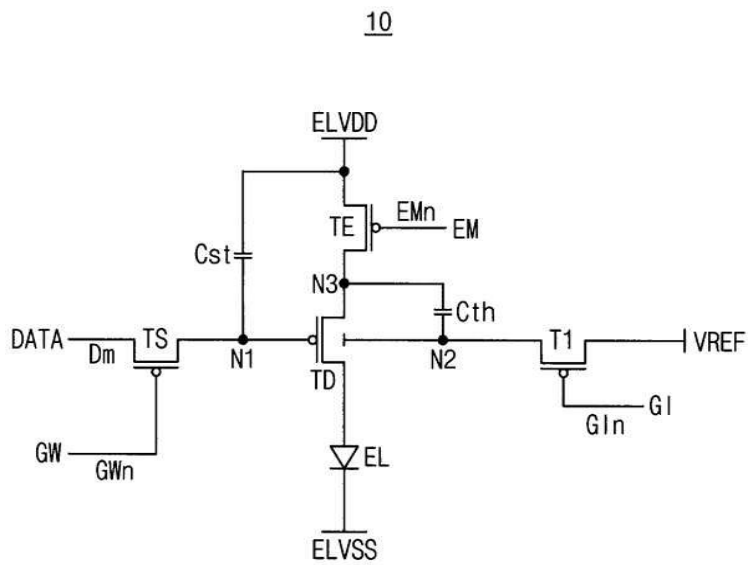 10
ELVDD
EMn
TE
EM
Cst
N3
Cth
DATA
Dm
TS
N1
TD
N2
T1
VREF
GW
GWn
GIn
GI
EL
ELVSS